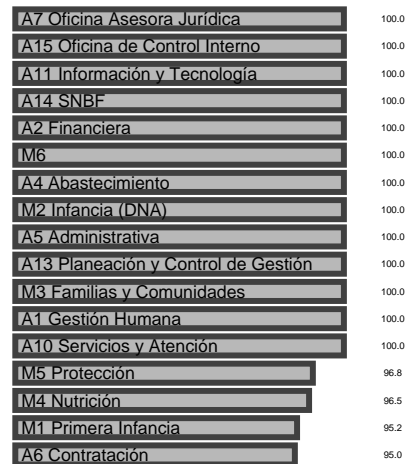 A7 Oficina Asesora Jurídica 100.0
A15 Oficina de Control Interno 100.0
A11 Información y Tecnología 100.0
A14 SNBF 100.0
A2 Financiera 100.0
M6 100.0
A4 Abastecimiento 100.0
M2 Infancia (DNA) 100.0
A5 Administrativa 100.0
A13 Planeación y Control de Gestión 100.0
M3 Familias y Comunidades 100.0
A1 Gestión Humana 100.0
A10 Servicios y Atención 100.0
M5 Protección 96.8
M4 Nutrición 96.5
M1 Primera Infancia 95.2
A6 Contratación 95.0